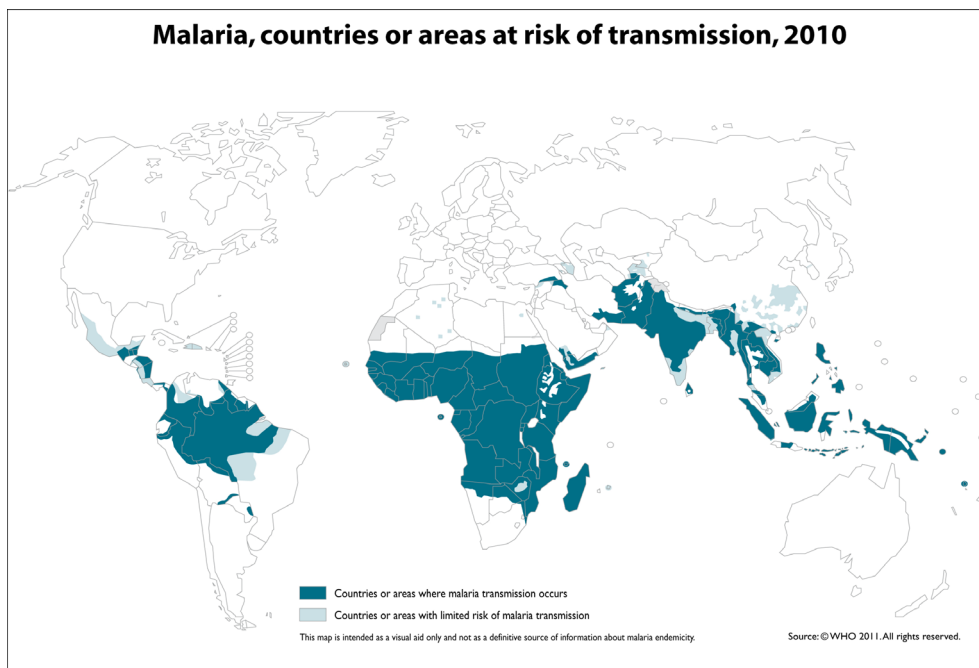 Malaria, countries or areas at risk of transmission, 2010
Countries or areas where malaria transmission occurs
Countries or areas with limited risk of malaria transmission
This map is intended as a visual aid only and not as a definitive source of information about malaria endemicity.
Source: © WHO 2011. All rights reserved.